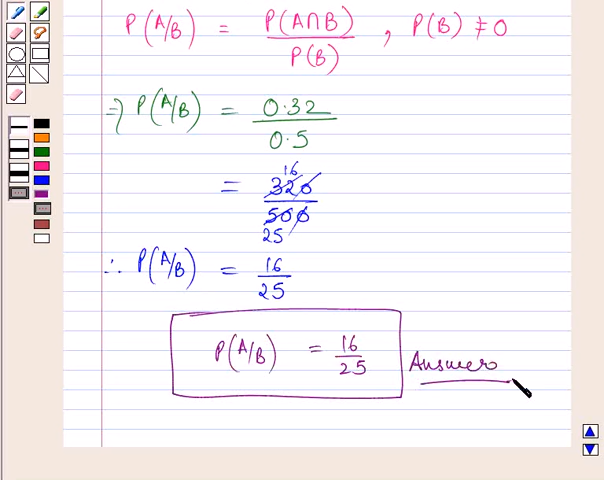 P(A/B) = P(A∩B)/P(B) , P(B) ≠ 0
⇒ P(A/B) = 0.32/0.5
16
= 320/500
25
∴ P(A/B) = 16/25
P(A/B) = 16/25 Answer